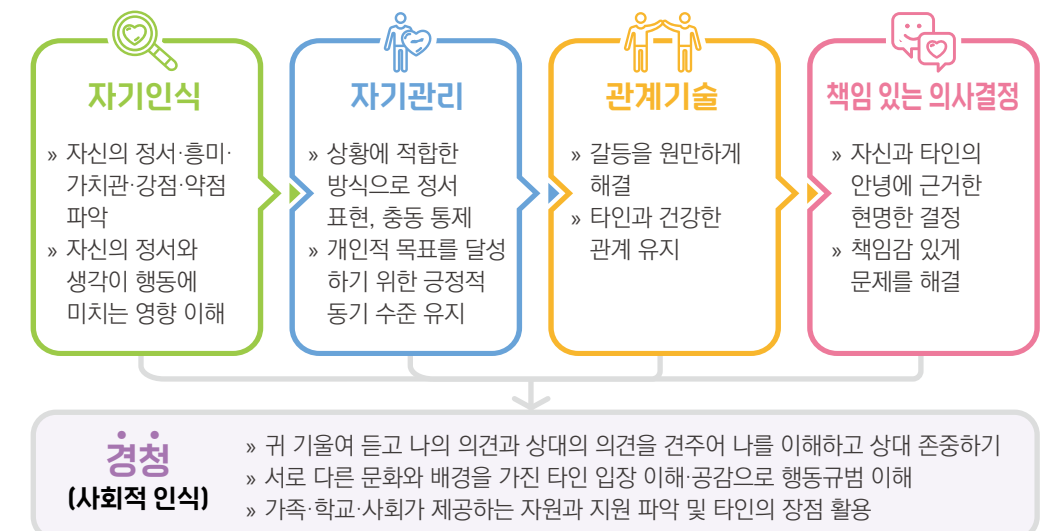 자기인식
» 자신의 정서·흥미·
가치관·강점·약점
파악
» 자신의 정서와
생각이 행동에
미치는 영향 이해
자기관리
» 상황에 적합한
방식으로 정서
표현, 충동 통제
» 개인적 목표를 달성
하기 위한 긍정적
동기 수준 유지
관계기술
» 갈등을 원만하게
해결
» 타인과 건강한
관계 유지
책임 있는 의사결정
» 자신과 타인의
안녕에 근거한
현명한 결정
» 책임감 있게
문제를 해결
경청
(사회적 인식)
» 귀 기울여 듣고 나의 의견과 상대의 의견을 견주어 나를 이해하고 상대 존중하기
» 서로 다른 문화와 배경을 가진 타인 입장 이해·공감으로 행동규범 이해
» 가족·학교·사회가 제공하는 자원과 지원 파악 및 타인의 장점 활용